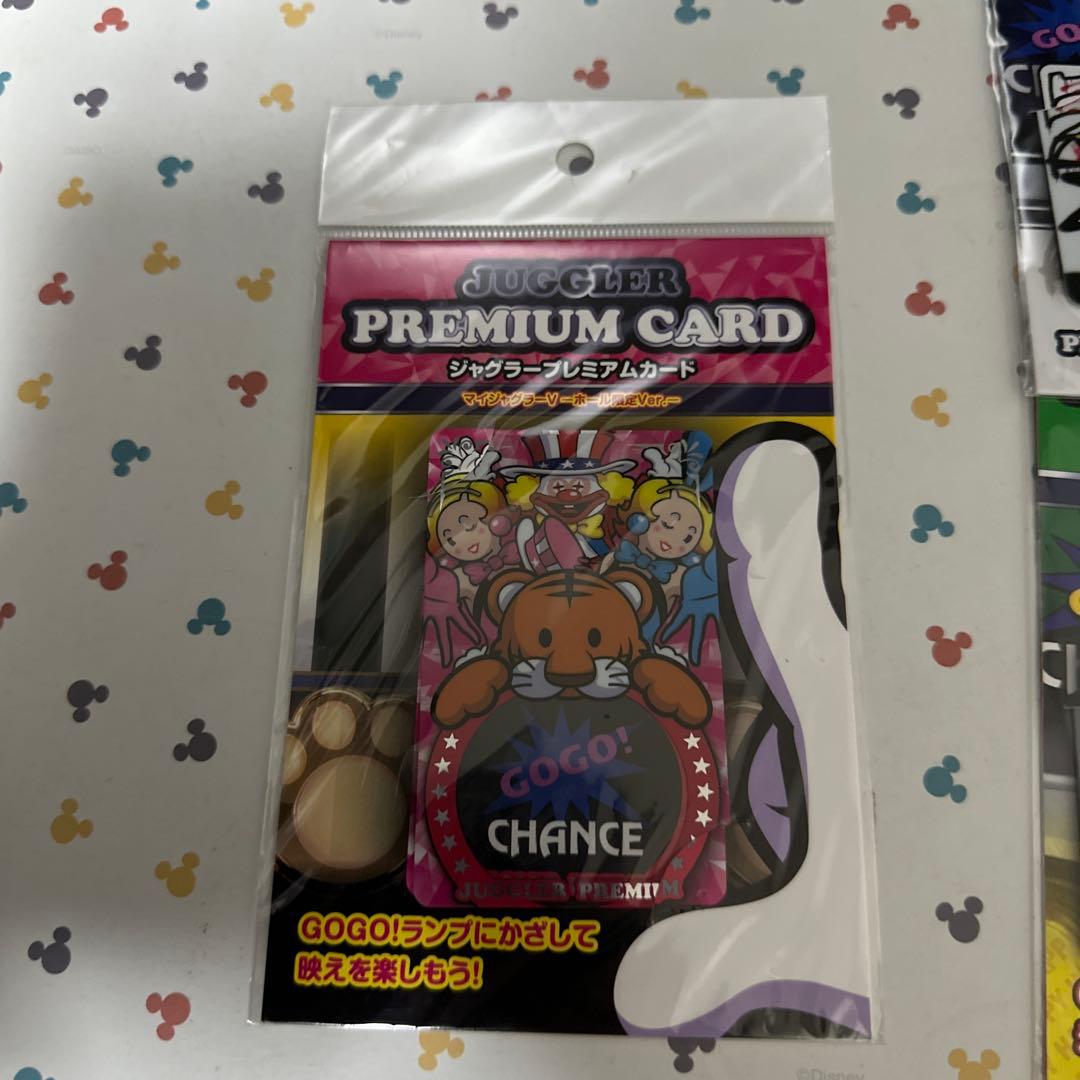 ©Disney
JUGGLER
PREMIUM CARD
ジャグラープレミアムカード
マイジャグラーV ーホール限定Ver.ー
GOGO!
CHANCE
JUGGLER PREMIUM
GOGO!ランプにかざして
映えを楽しもう!
©Disney